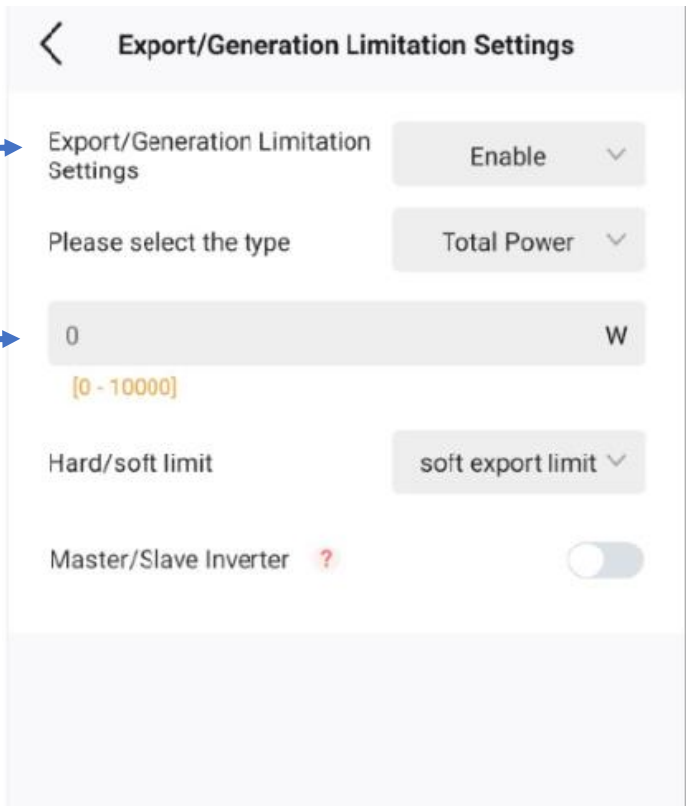 Export/Generation Limitation Settings
Export/Generation Limitation
Settings
Enable
Please select the type
Total Power
0
W
[0 - 10000]
Hard/soft limit
soft export limit
Master/Slave Inverter ?